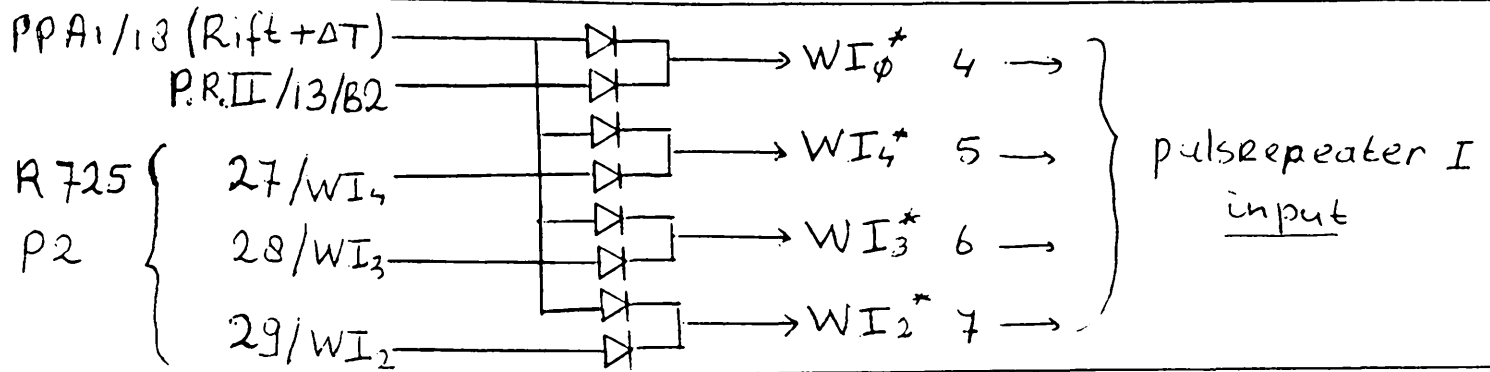 PPA1/13 (Rift+ΔT)
P.R.II/13/B2
R 725
P2
27/WI₄
28/WI₃
29/WI₂
WIφ* 4
WI₄* 5
WI₃* 6
WI₂* 7
pulsRepeater I
input